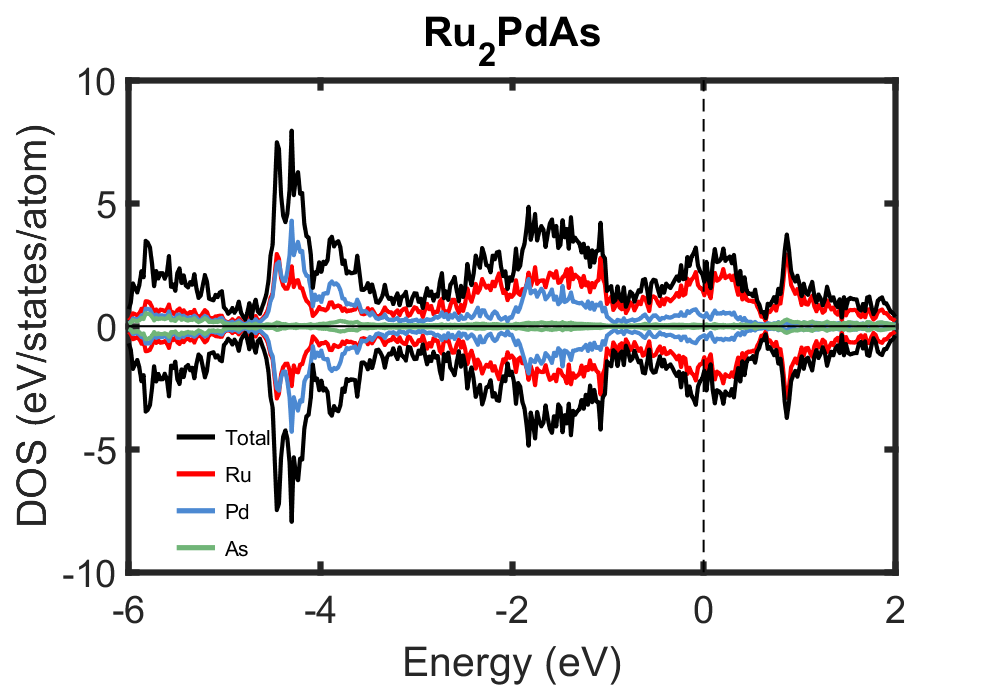 Ru₂PdAs
DOS (eV/states/atom)
10
5
0
-5
-10
Total
Ru
Pd
As
-6 -4 -2 0 2
Energy (eV)